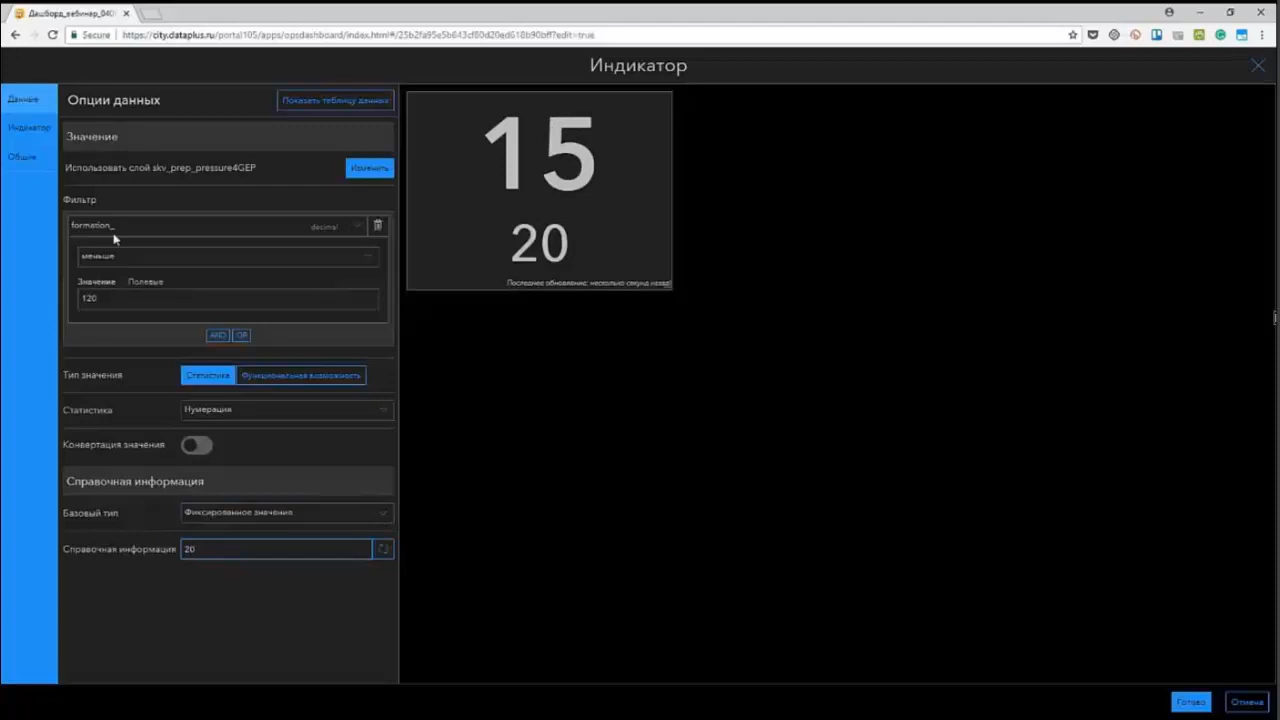 Дашборд_вебинар_040
Secure
https://city.dataplus.ru/portal105/apps/opsdashboard/index.html#/25b2fa95e5b643cf80d20ed618b90bff?edit=true
Индикатор
Данные
Индикатор
Общие
Опции данных
Показать таблицу данных
Значение
Использовать слой skv_prep_pressure4GEP
Изменить
Фильтр
formation_
decimal
меньше
Значение
Полевые
120
AND
OR
Тип значения
Статистика
Функциональная возможность
Статистика
Нумерация
Конвертация значения
Справочная информация
Базовый тип
Фиксированное значения
Справочная информация
20
15
20
Последнее обновление: несколько секунд назад
Готово
Отмена